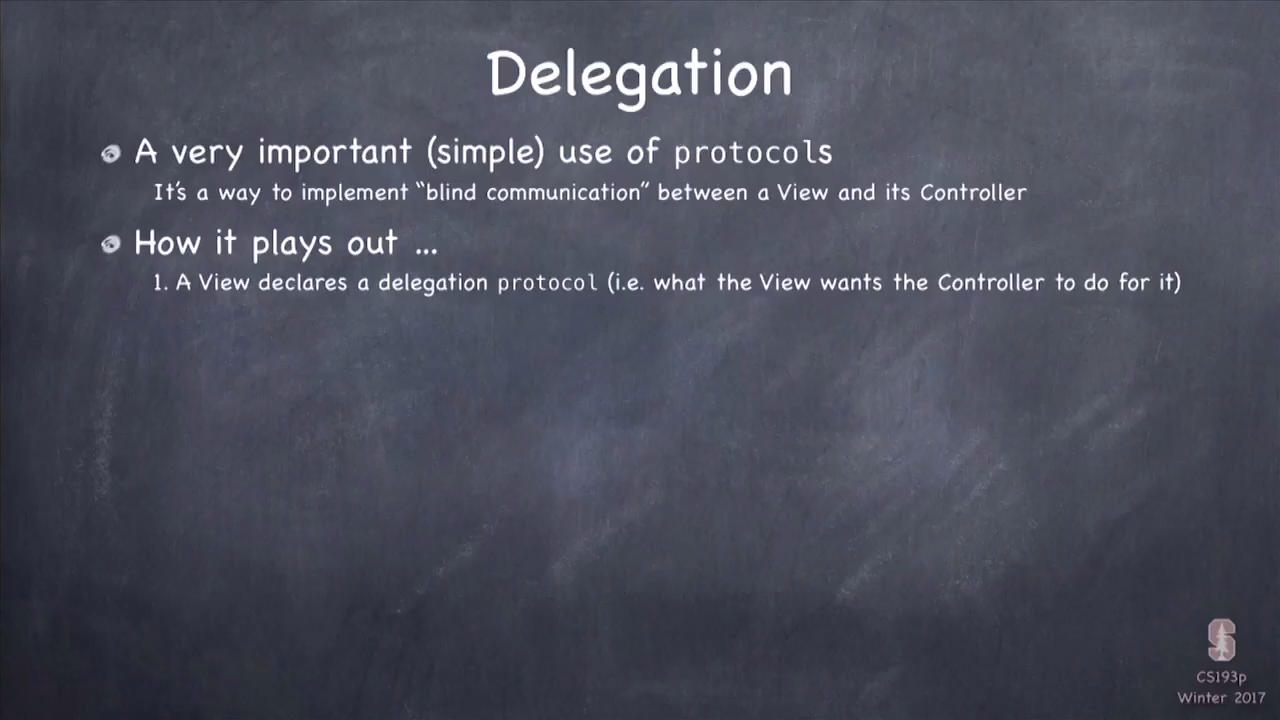 Delegation
A very important (simple) use of protocols
It's a way to implement “blind communication” between a View and its Controller
How it plays out ...
1. A View declares a delegation protocol (i.e. what the View wants the Controller to do for it)
S
CS193p
Winter 2017